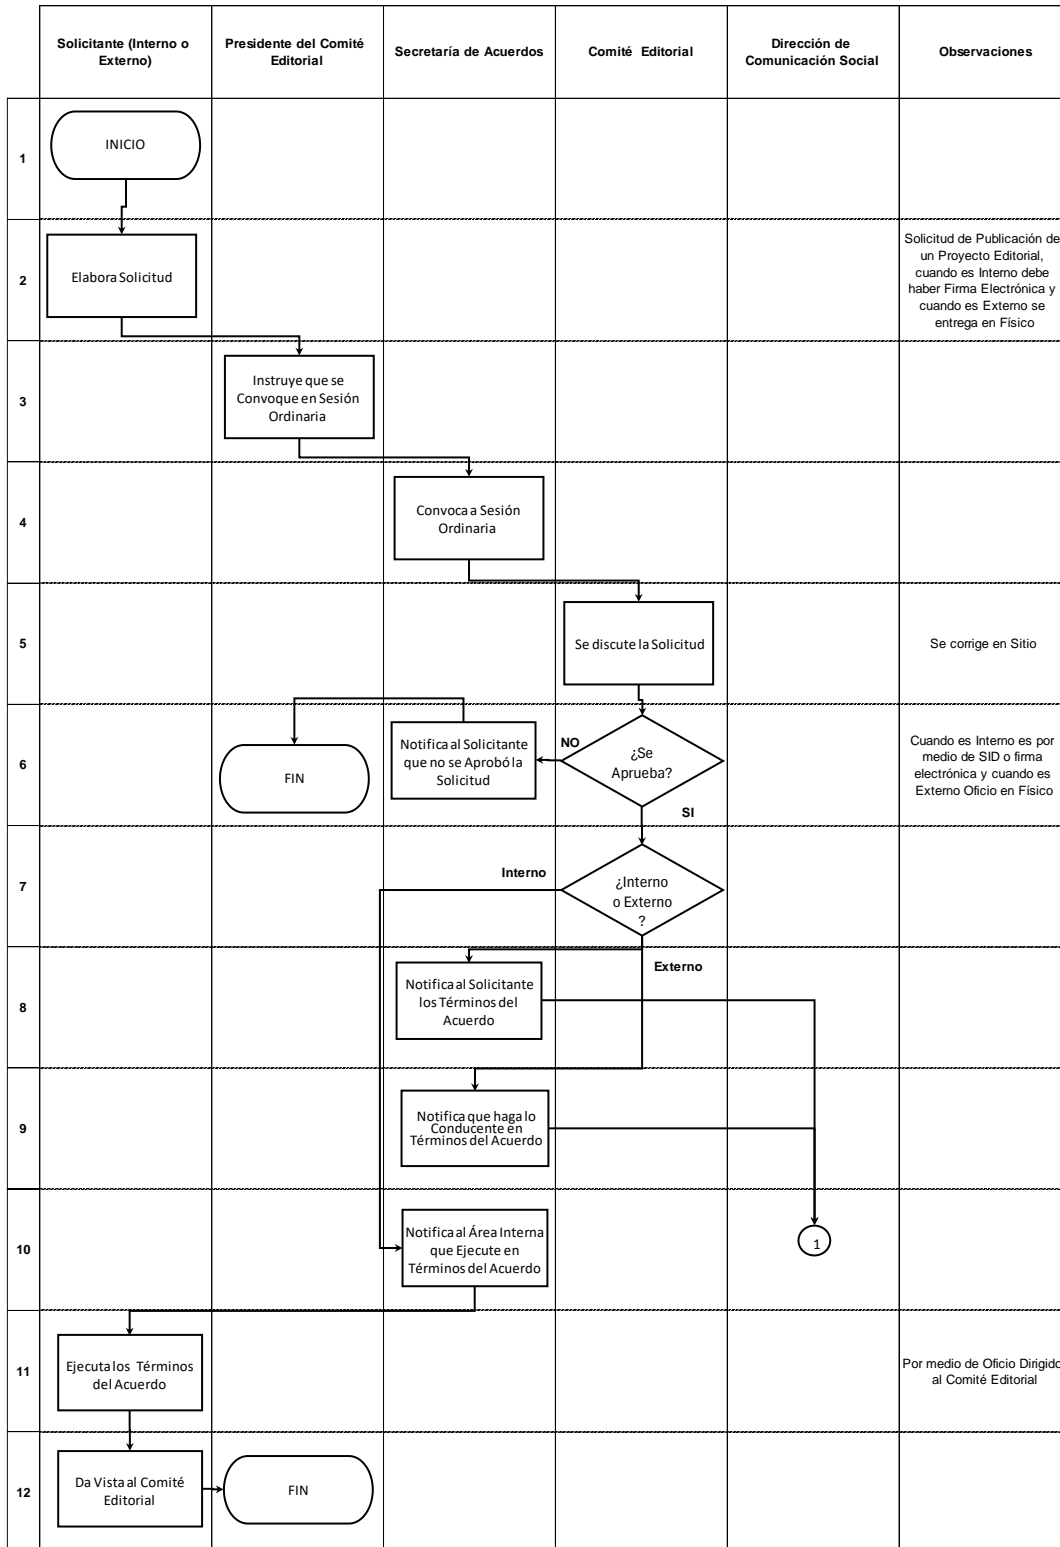 Solicitante (Interno o
Externo)
Presidente del Comité
Editorial
Secretaría de Acuerdos
Comité Editorial
Dirección de
Comunicación Social
Observaciones
1
INICIO
2
Elabora Solicitud
Solicitud de Publicación de
un Proyecto Editorial,
cuando es Interno debe
haber Firma Electrónica y
cuando es Externo se
entrega en Físico
3
Instruye que se
Convoque en Sesión
Ordinaria
4
Convoca a Sesión
Ordinaria
5
Se discute la Solicitud
Se corrige en Sitio
6
FIN
Notifica al Solicitante
que no se Aprobó la
Solicitud
NO
¿Se
Aprueba?
SI
Cuando es Interno es por
medio de SID o firma
electrónica y cuando es
Externo Oficio en Físico
7
Interno
¿Interno
o Externo
?
Externo
8
Notifica al Solicitante
los Términos del
Acuerdo
9
Notifica que haga lo
Conducente en
Términos del Acuerdo
10
Notifica al Área Interna
que Ejecute en
Términos del Acuerdo
1
11
Ejecuta los Términos
del Acuerdo
Por medio de Oficio Dirigido
al Comité Editorial
12
Da Vista al Comité
Editorial
FIN